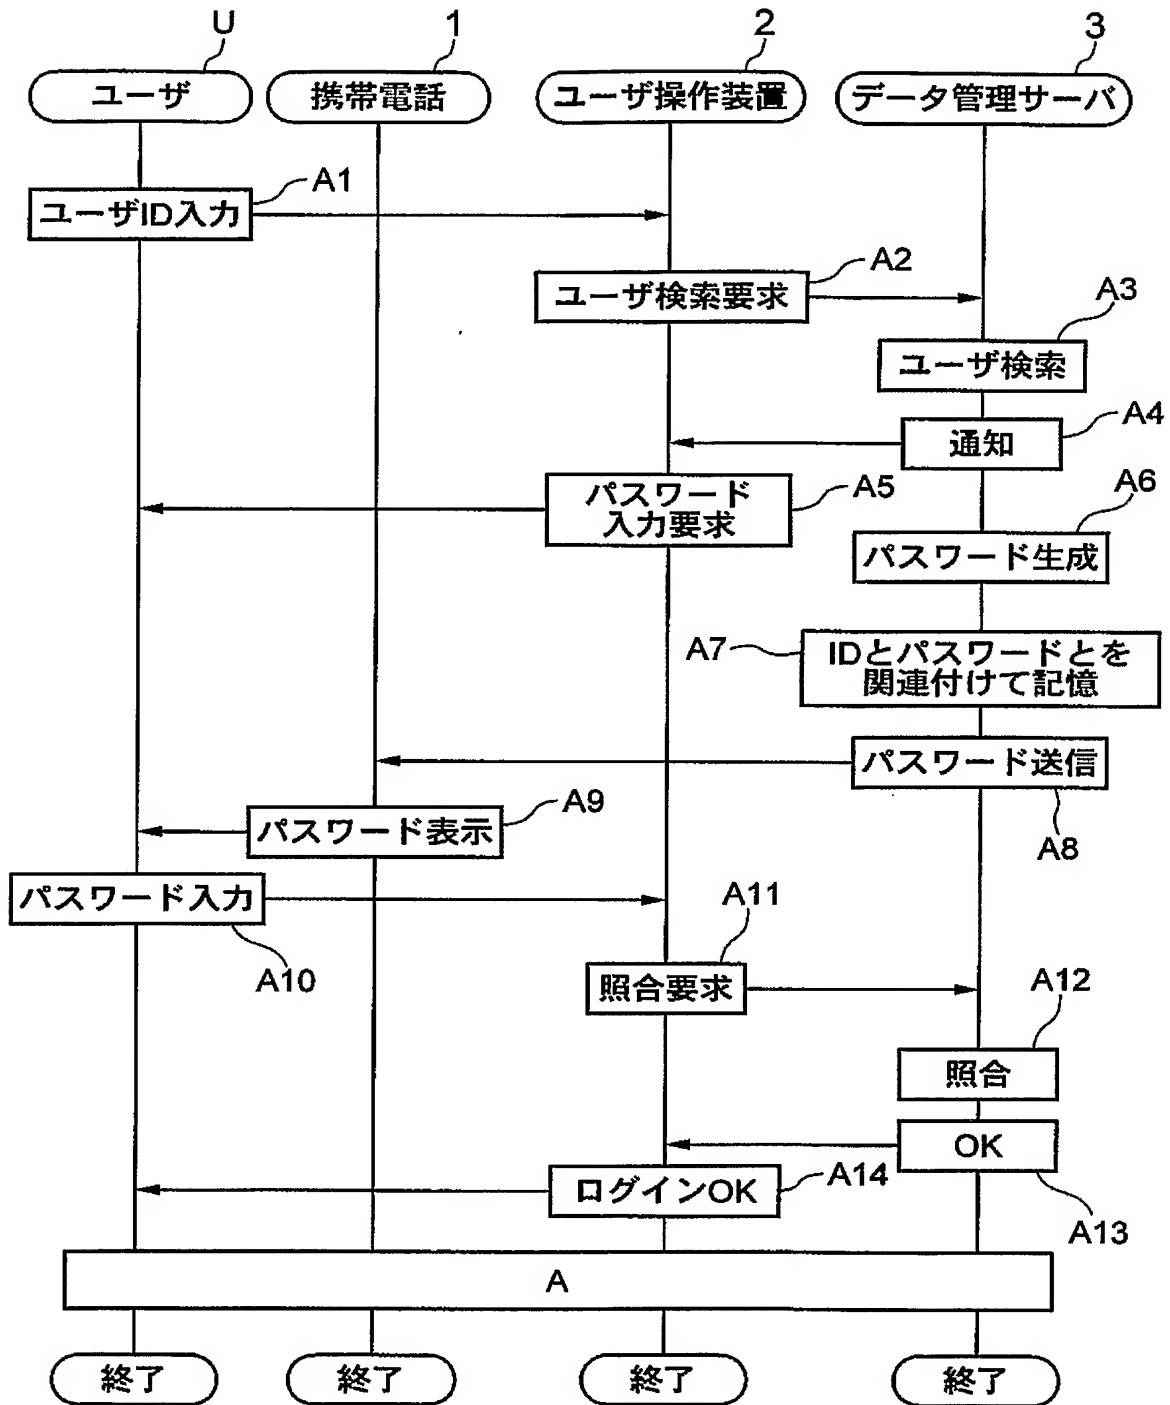 U
1
2
3
ユーザ
携帯電話
ユーザ操作装置
データ管理サーバ
A1
ユーザID入力
A2
ユーザ検索要求
A3
ユーザ検索
A4
通知
A5
パスワード
入力要求
A6
パスワード生成
A7
IDとパスワードとを
関連付けて記憶
パスワード送信
A8
A9
パスワード表示
パスワード入力
A10
A11
照合要求
A12
照合
OK
A13
A14
ログインOK
A
終了
終了
終了
終了